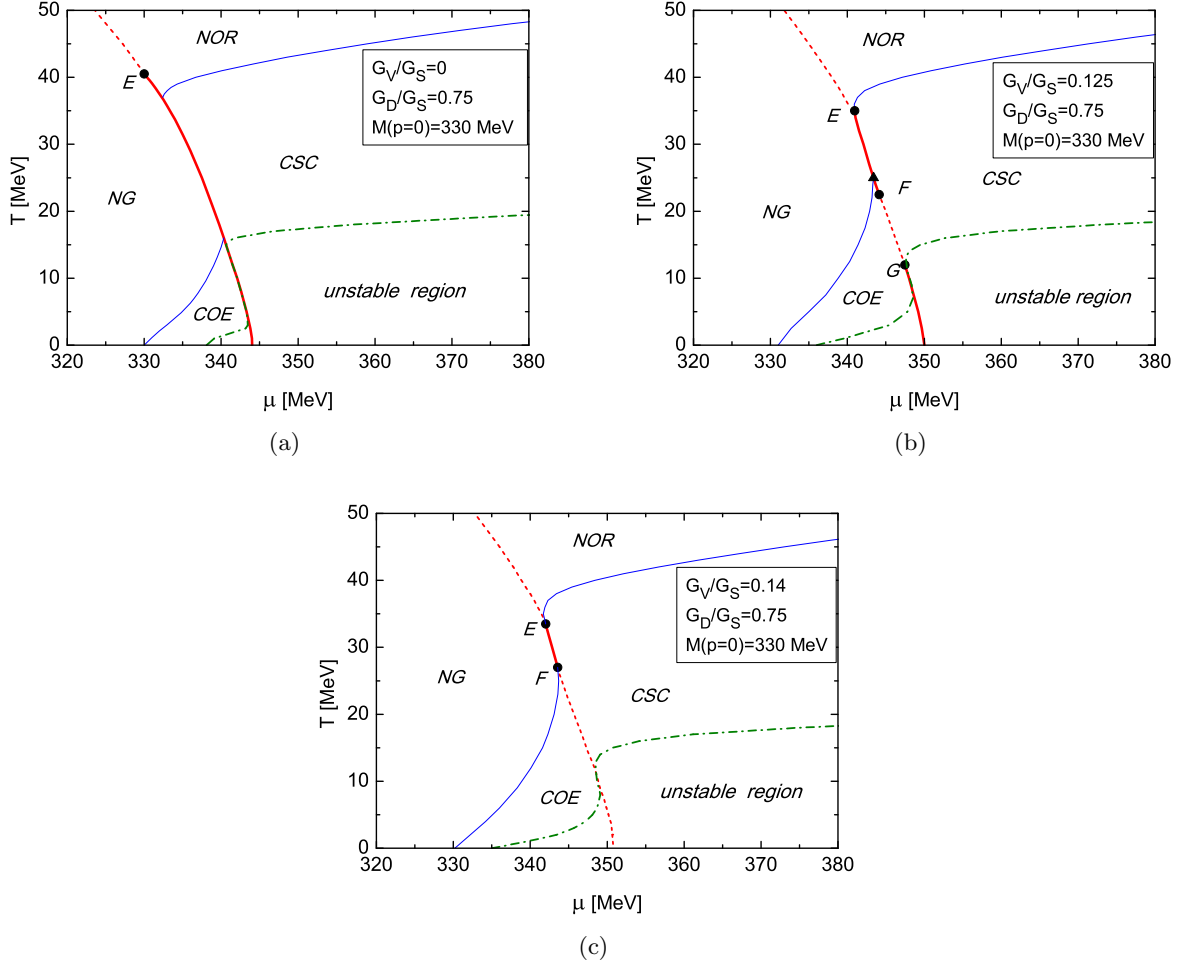 50
40
30
20
10
0
T [MeV]
320
330
340
350
360
370
380
μ [MeV]
NOR
E
G_V/G_S=0
G_D/G_S=0.75
M(p=0)=330 MeV
CSC
NG
unstable region
COE
(a)
50
40
30
20
10
0
T [MeV]
320
330
340
350
360
370
380
μ [MeV]
NOR
G_V/G_S=0.125
G_D/G_S=0.75
M(p=0)=330 MeV
E
F
CSC
NG
G
COE
unstable region
(b)
50
40
30
20
10
0
T [MeV]
320
330
340
350
360
370
380
μ [MeV]
NOR
G_V/G_S=0.14
G_D/G_S=0.75
M(p=0)=330 MeV
E
F
NG
CSC
COE
unstable region
(c)